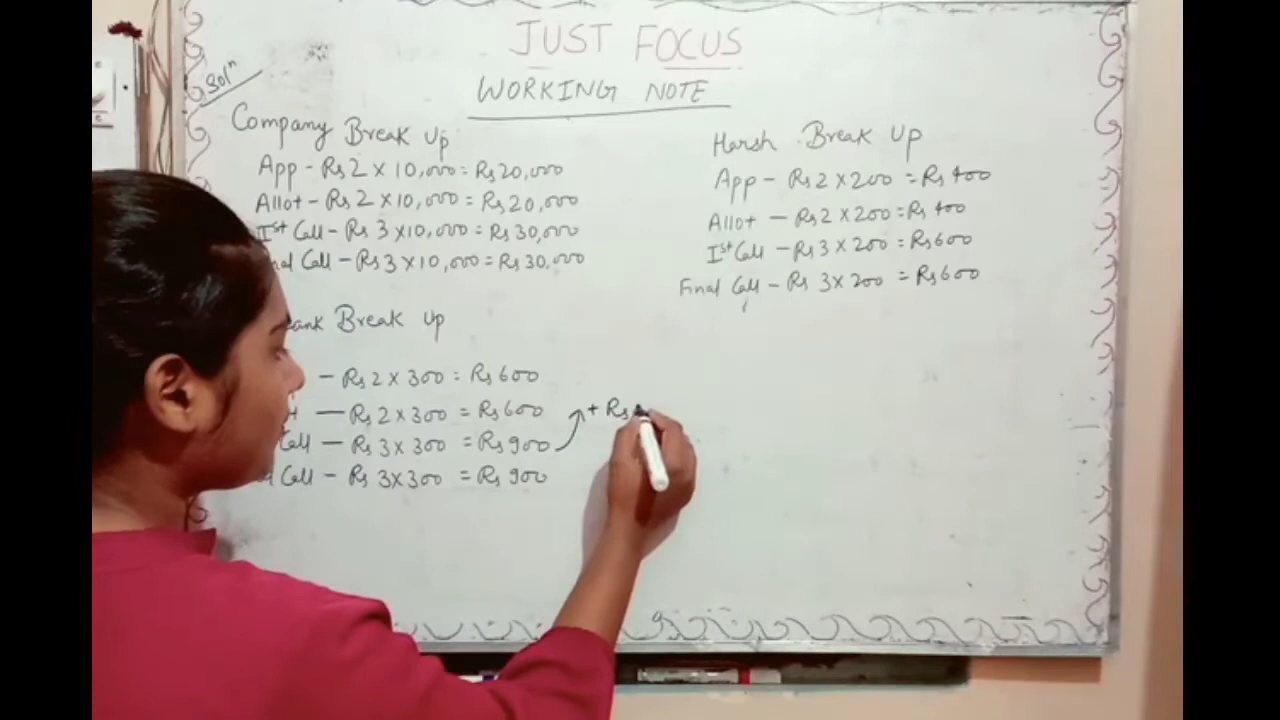 JUST FOCUS
WORKING NOTE
Solⁿ
Company Break Up
App - Rs 2 × 10,000 = Rs 20,000
Allot - Rs 2 × 10,000 = Rs 20,000
Iˢᵗ Call - Rs 3 × 10,000 = Rs 30,000
Call - Rs 3 × 10,000 = Rs 30,000
Break Up
- Rs 2 × 300 = Rs 600
- Rs 2 × 300 = Rs 600 + Rs
Call - Rs 3 × 300 = Rs 900
Call - Rs 3 × 300 = Rs 900
Harsh Break Up
App - Rs 2 × 200 = Rs 400
Allot - Rs 2 × 200 = Rs 400
Iˢᵗ Call - Rs 3 × 200 = Rs 600
Final Call - Rs 3 × 200 = Rs 600